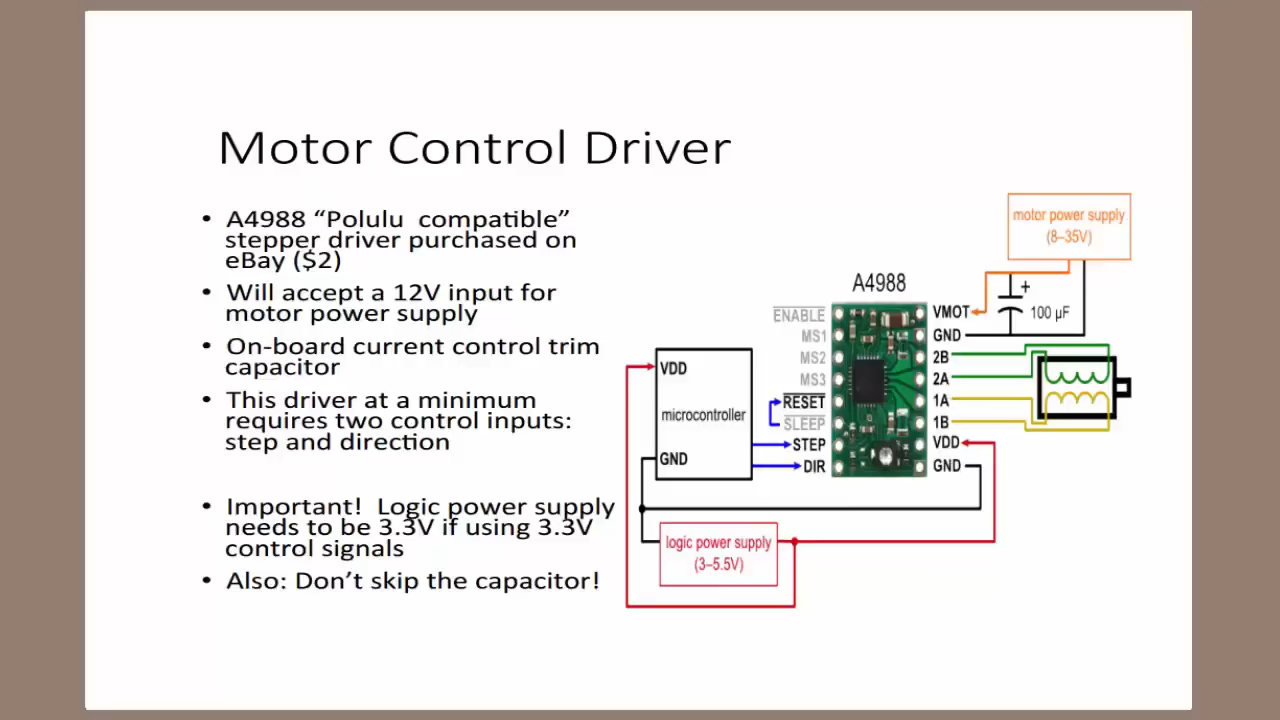 Motor Control Driver
• A4988 “Polulu  compatible”
stepper driver purchased on
eBay ($2)
• Will accept a 12V input for
motor power supply
• On-board current control trim
capacitor
• This driver at a minimum
requires two control inputs:
step and direction
• Important!  Logic power supply
needs to be 3.3V if using 3.3V
control signals
• Also: Don’t skip the capacitor!
motor power supply
(8–35V)
+
100 µF
A4988
ENABLE
MS1
MS2
MS3
RESET
SLEEP
STEP
DIR
VMOT
GND
2B
2A
1A
1B
VDD
GND
VDD
microcontroller
GND
logic power supply
(3–5.5V)